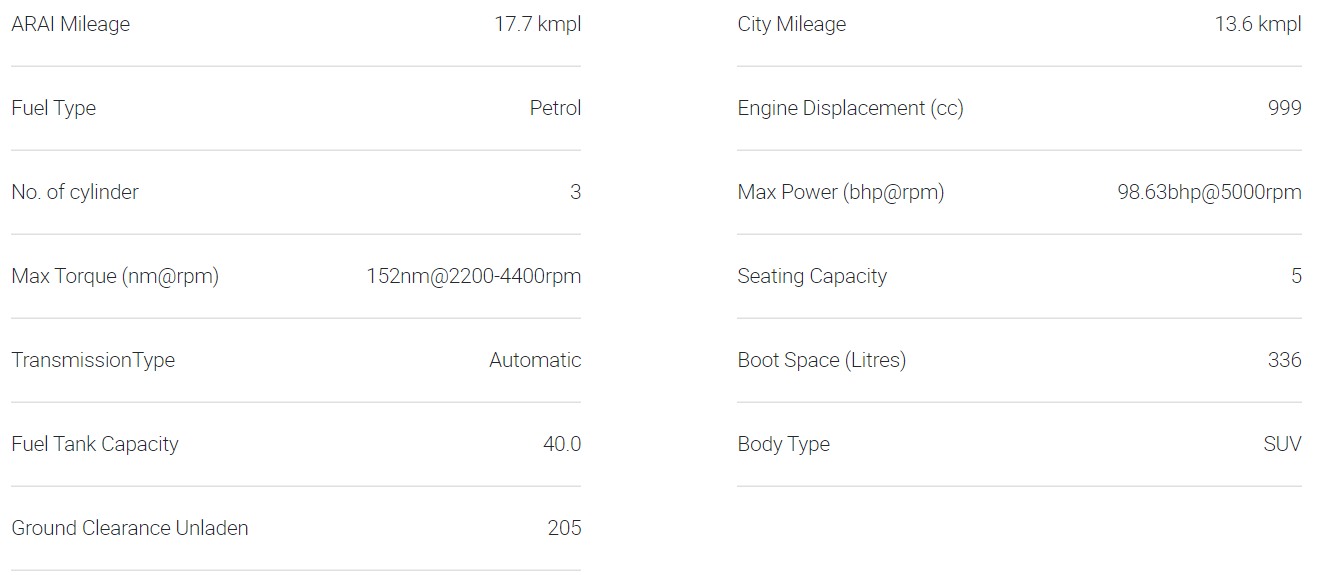 ARAI Mileage 17.7 kmpl City Mileage 13.6 kmpl
Fuel Type Petrol Engine Displacement (cc) 999
No. of cylinder 3 Max Power (bhp@rpm) 98.63bhp@5000rpm
Max Torque (nm@rpm) 152nm@2200-4400rpm Seating Capacity 5
TransmissionType Automatic Boot Space (Litres) 336
Fuel Tank Capacity 40.0 Body Type SUV
Ground Clearance Unladen 205